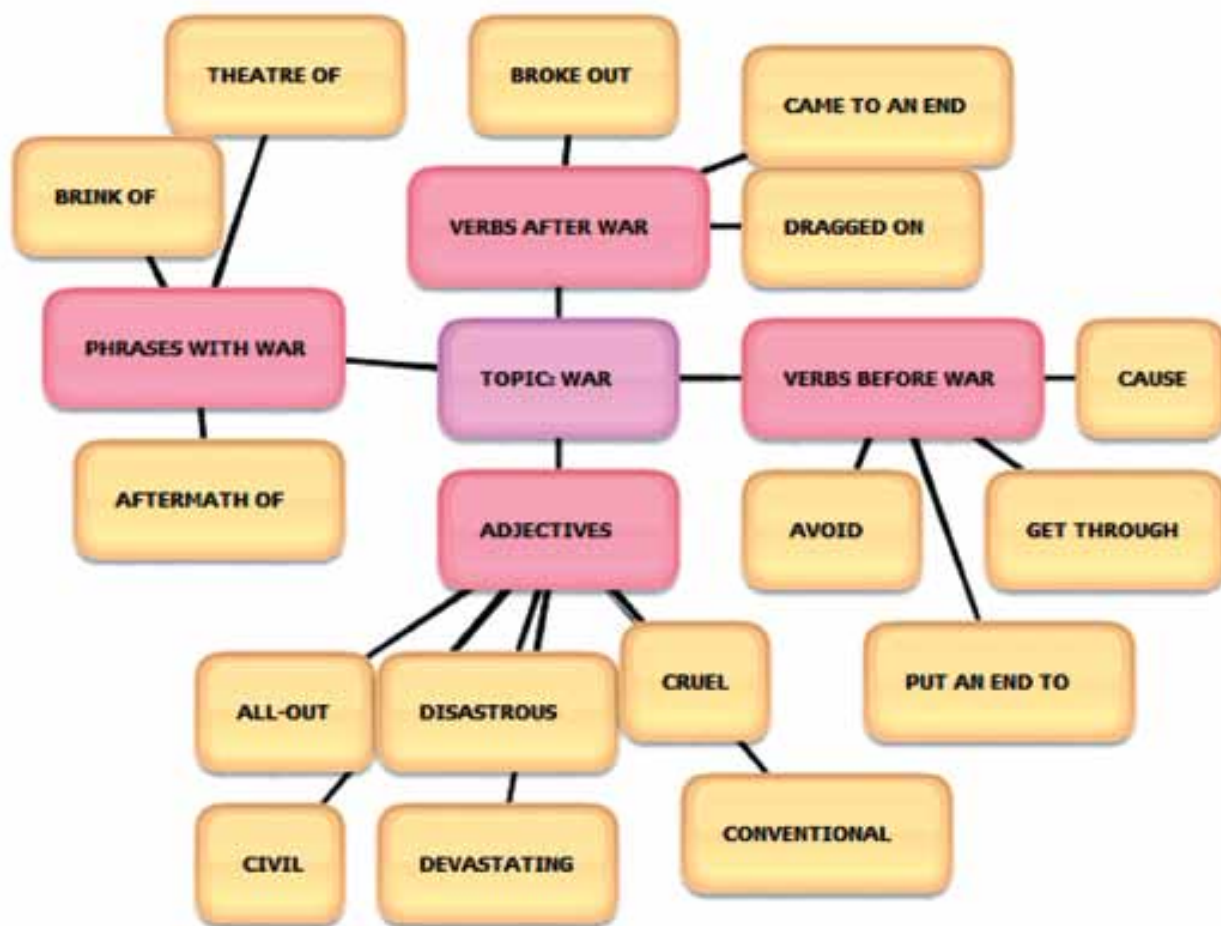 THEATRE OF
BROKE OUT
CAME TO AN END
BRINK OF
VERBS AFTER WAR
DRAGGED ON
PHRASES WITH WAR
TOPIC: WAR
VERBS BEFORE WAR
CAUSE
AFTERMATH OF
ADJECTIVES
AVOID
GET THROUGH
ALL-OUT
DISASTROUS
CRUEL
PUT AN END TO
CIVIL
DEVASTATING
CONVENTIONAL